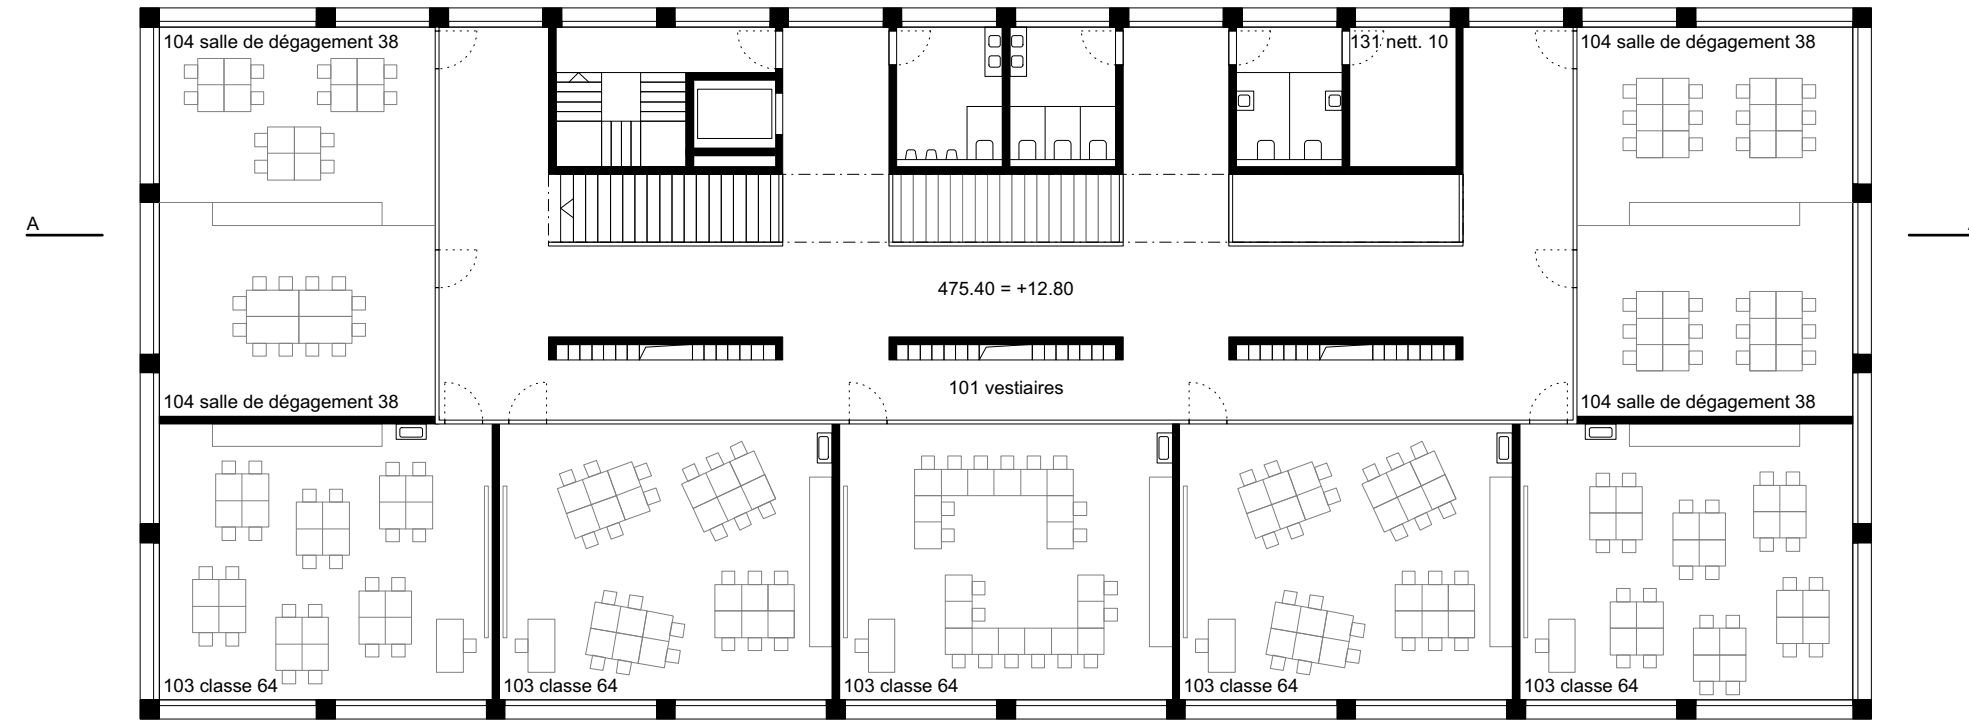 104 salle de dégagement 38
131 nett. 10
104 salle de dégagement 38
A
475.40 = +12.80
101 vestiaires
104 salle de dégagement 38
104 salle de dégagement 38
103 classe 64
103 classe 64
103 classe 64
103 classe 64
103 classe 64